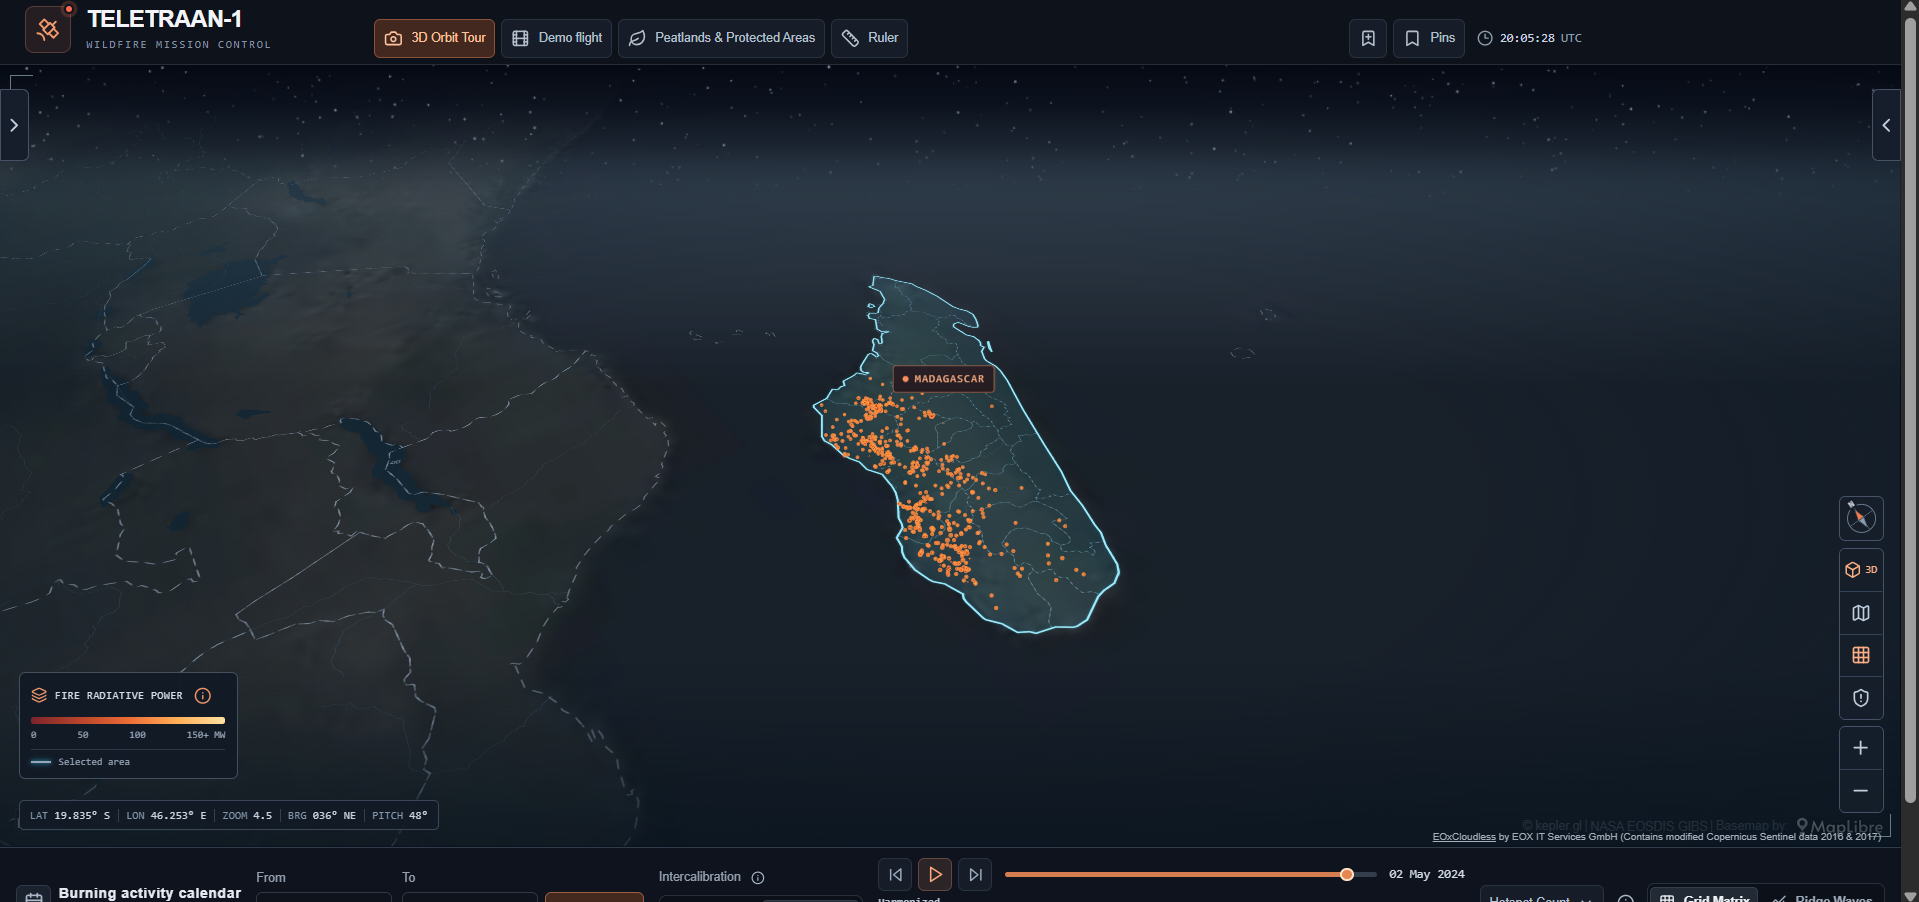 TELETRAAN-1
WILDFIRE MISSION CONTROL
3D Orbit Tour
Demo flight
Peatlands & Protected Areas
Ruler
Pins
20:05:28 UTC
MADAGASCAR
3D
FIRE RADIATIVE POWER
0 50 100 150+ MW
Selected area
LAT 19.835° S LON 46.253° E ZOOM 4.5 BRG 036° NE PITCH 48°
© kepler.gl | NASA EOSDIS GIBS | Basemap by: MapLibre
EOxCloudless by EOX IT Services GmbH (Contains modified Copernicus Sentinel data 2016 & 2017)
Burning activity calendar
From
To
Intercalibration
02 May 2024
Harmonized
Hotspot Count
Grid Matrix
Ridge Waves